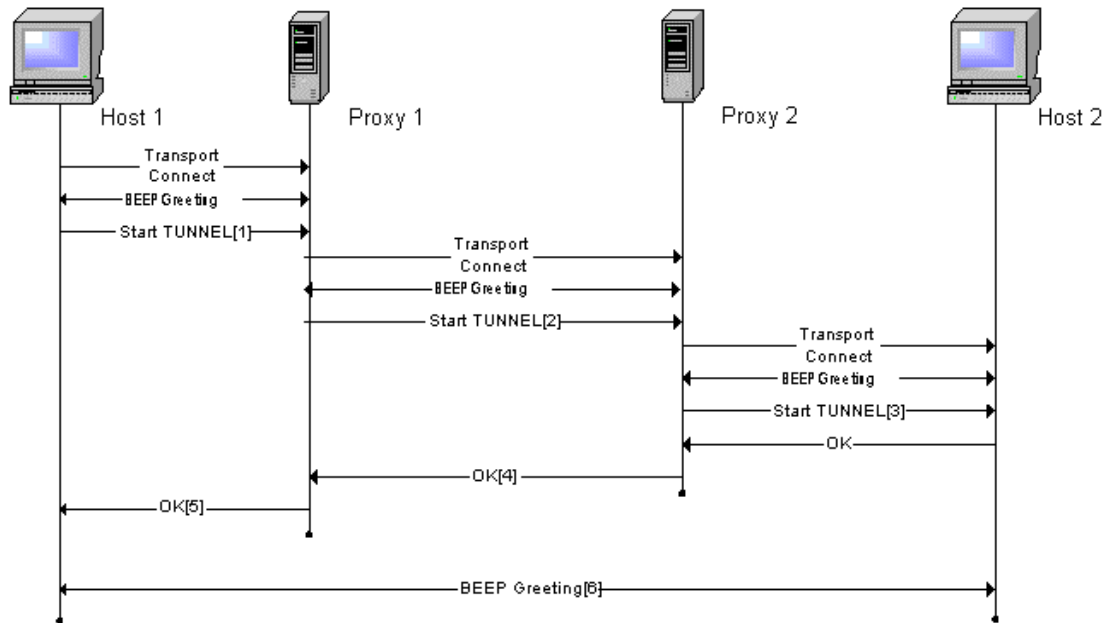 Host 1
Proxy 1
Proxy 2
Host 2
Transport
Connect
BEEP Greeting
Start TUNNEL[1]
Transport
Connect
BEEP Greeting
Start TUNNEL[2]
Transport
Connect
BEEP Greeting
Start TUNNEL[3]
OK
OK[4]
OK[5]
BEEP Greeting[6]